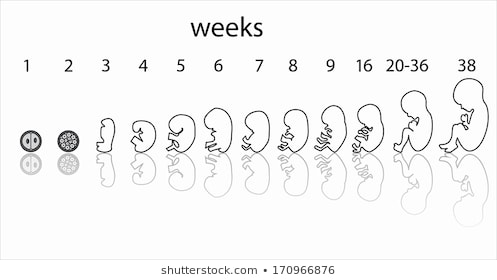 weeks
1 2 3 4 5 6 7 8 9 16 20-36 38
shutterstock.com • 170966876